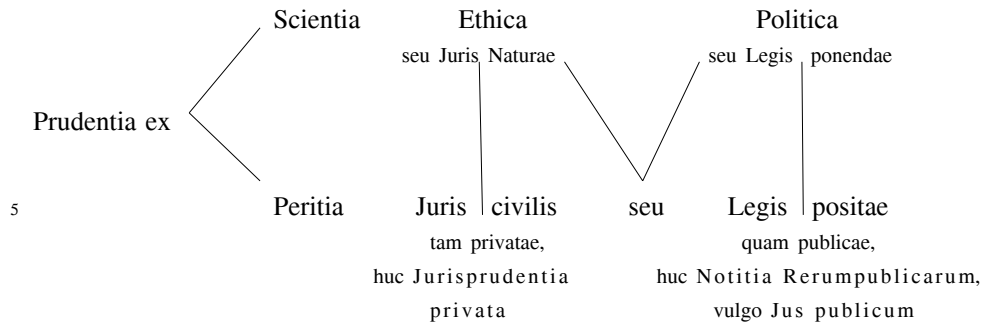 Scientia Ethica Politica
seu Juris Naturae seu Legis ponendae
Prudentia ex
5 Peritia Juris civilis seu Legis positae
tam privatae, quam publicae,
huc Jurisprudentia huc Notitia Rerumpublicarum,
privata vulgo Jus publicum